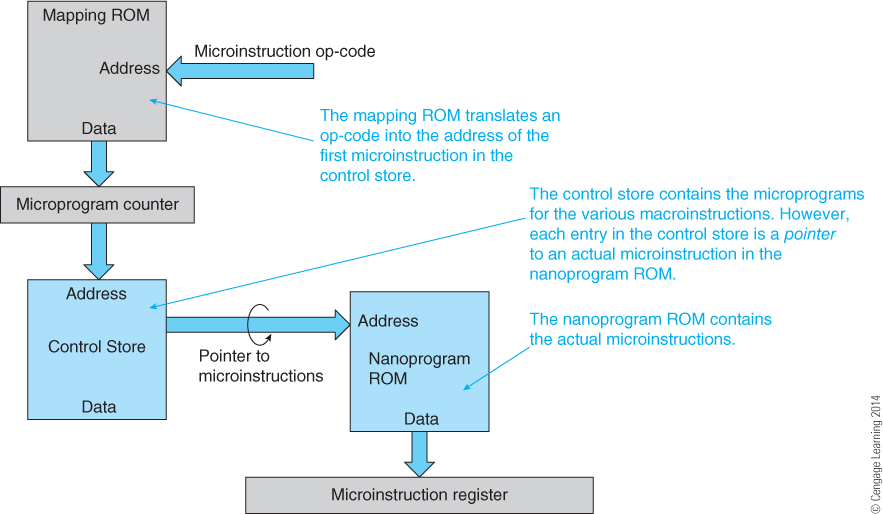 Mapping ROM
Address
Data
Microinstruction op-code
The mapping ROM translates an
op-code into the address of the
first microinstruction in the
control store.
Microprogram counter
The control store contains the microprograms
for the various macroinstructions. However,
each entry in the control store is a pointer
to an actual microinstruction in the
nanoprogram ROM.
Address
Control Store
Data
Pointer to
microinstructions
Address
Nanoprogram
ROM
Data
The nanoprogram ROM contains
the actual microinstructions.
Microinstruction register
© Cengage Learning 2014